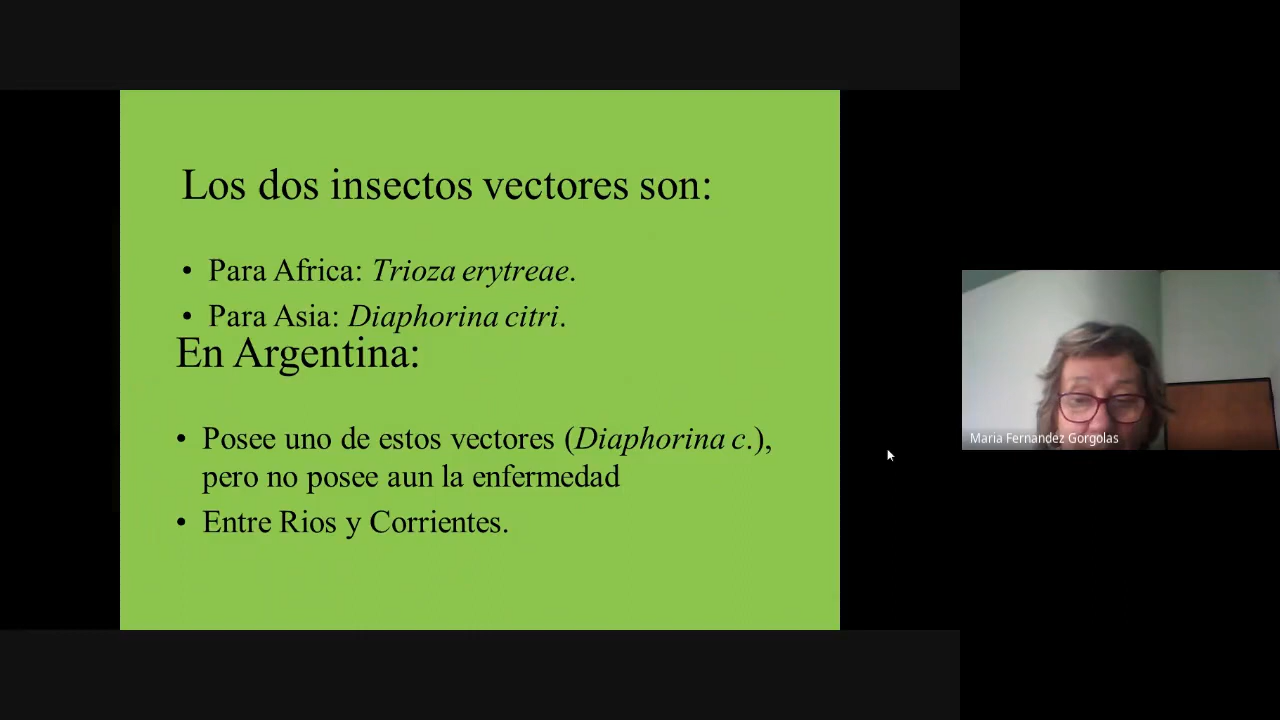 Los dos insectos vectores son:
• Para Africa: Trioza erytreae.
• Para Asia: Diaphorina citri.
En Argentina:
• Posee uno de estos vectores (Diaphorina c.),
pero no posee aun la enfermedad
• Entre Rios y Corrientes.
Maria Fernandez Gorgolas